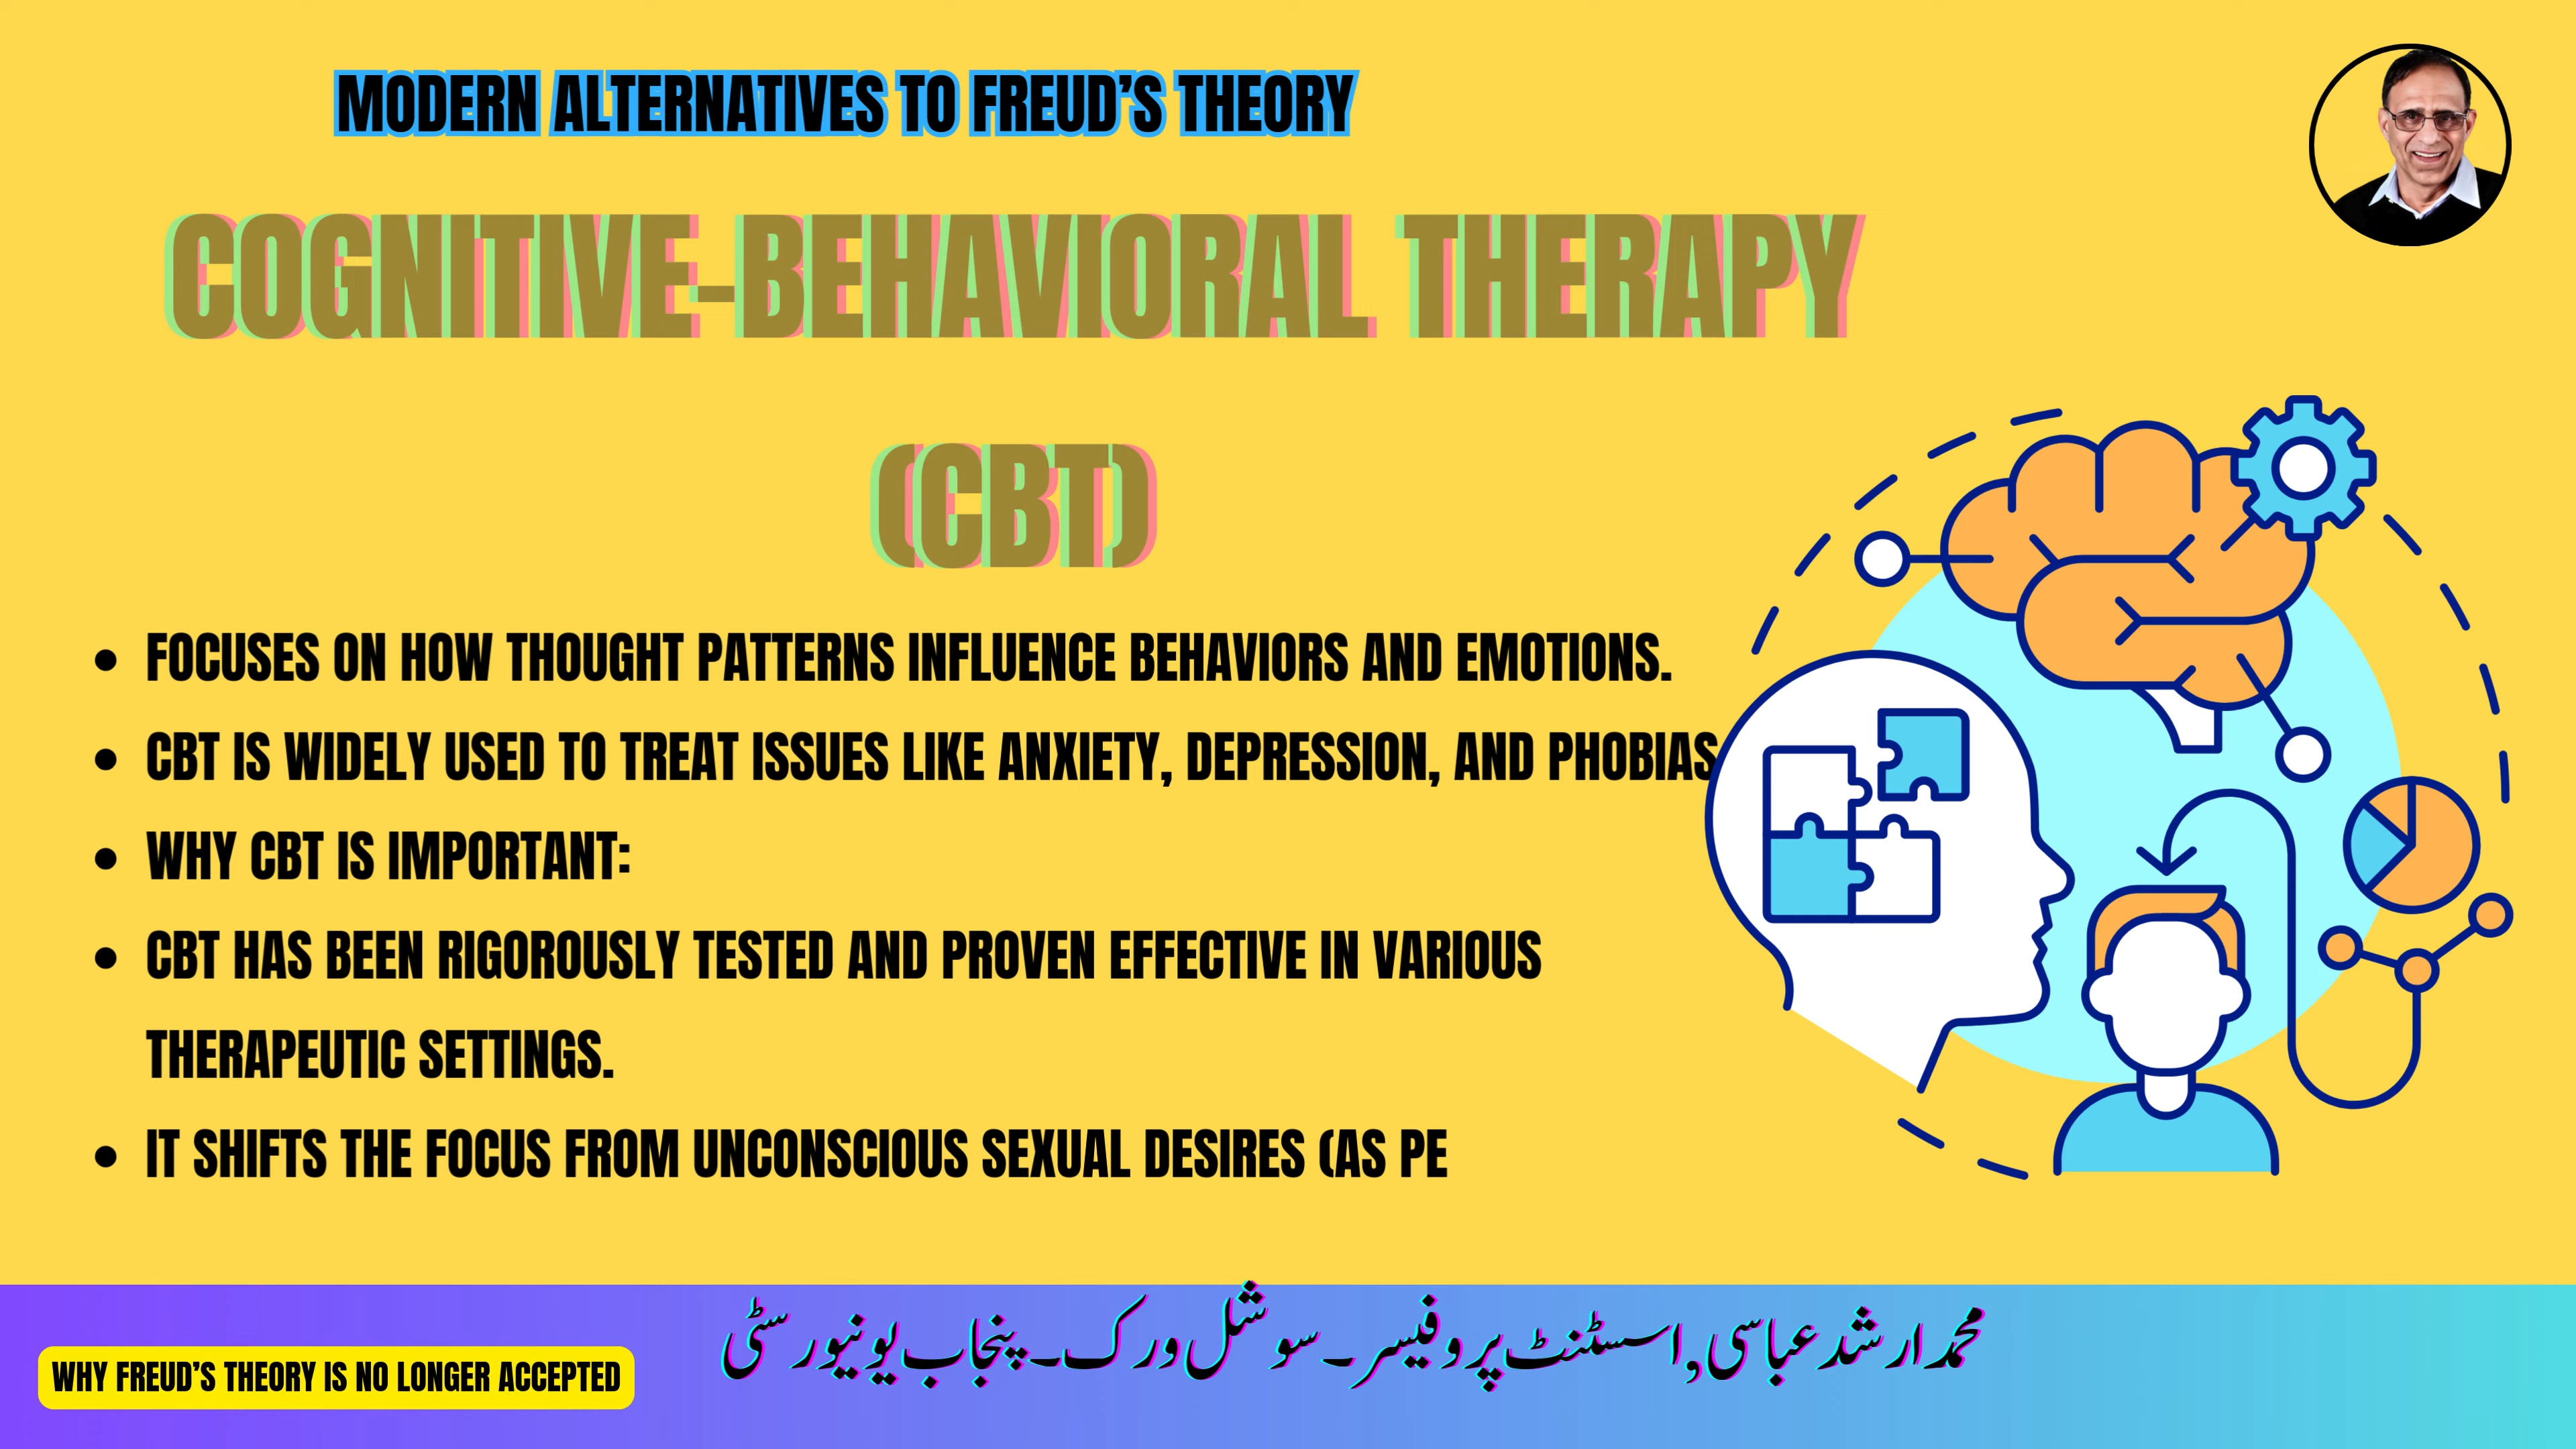 MODERN ALTERNATIVES TO FREUD'S THEORY
COGNITIVE-BEHAVIORAL THERAPY
(CBT)
• FOCUSES ON HOW THOUGHT PATTERNS INFLUENCE BEHAVIORS AND EMOTIONS.
• CBT IS WIDELY USED TO TREAT ISSUES LIKE ANXIETY, DEPRESSION, AND PHOBIAS
• WHY CBT IS IMPORTANT:
• CBT HAS BEEN RIGOROUSLY TESTED AND PROVEN EFFECTIVE IN VARIOUS
THERAPEUTIC SETTINGS.
• IT SHIFTS THE FOCUS FROM UNCONSCIOUS SEXUAL DESIRES (AS PE
محمد ارشد عباسی, اسسٹنٹ پروفیسر۔ سوشل ورک۔ پنجاب یونیورسٹی
WHY FREUD'S THEORY IS NO LONGER ACCEPTED